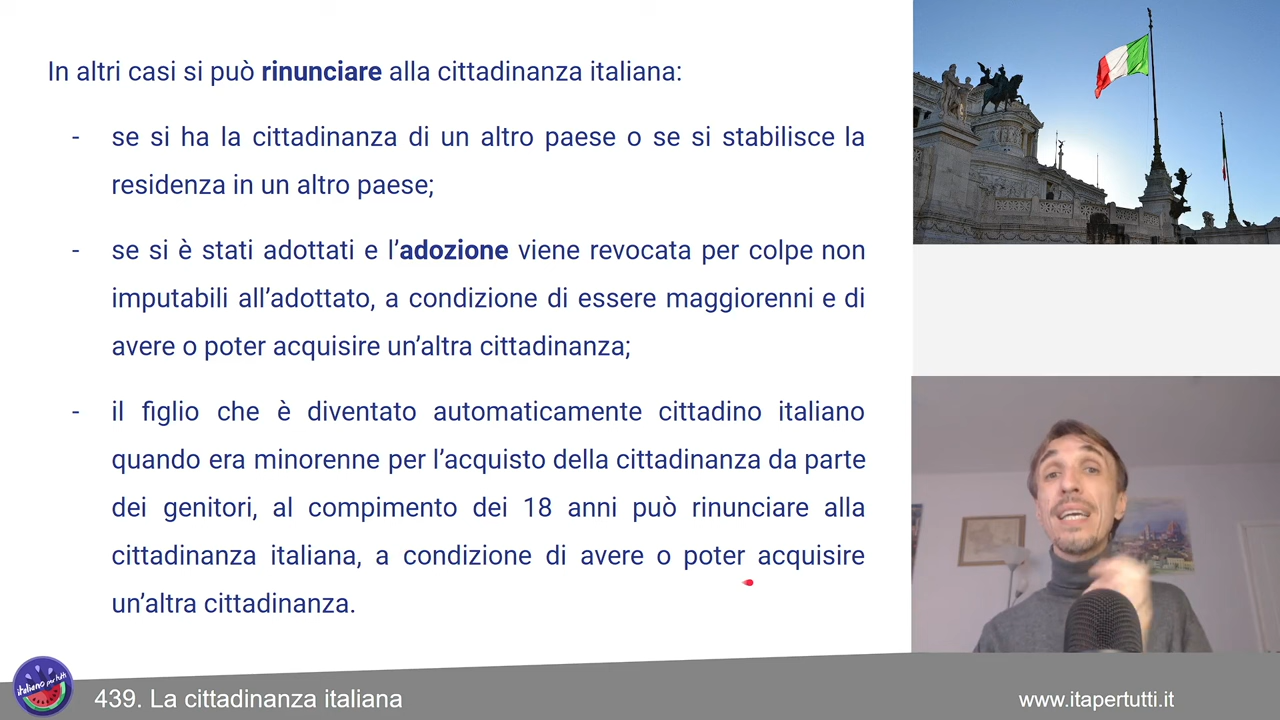 In altri casi si può rinunciare alla cittadinanza italiana:
- se si ha la cittadinanza di un altro paese o se si stabilisce la
residenza in un altro paese;
- se si è stati adottati e l’adozione viene revocata per colpe non
imputabili all’adottato, a condizione di essere maggiorenni e di
avere o poter acquisire un’altra cittadinanza;
- il figlio che è diventato automaticamente cittadino italiano
quando era minorenne per l’acquisto della cittadinanza da parte
dei genitori, al compimento dei 18 anni può rinunciare alla
cittadinanza italiana, a condizione di avere o poter acquisire
un’altra cittadinanza.
italiano per tutti
439. La cittadinanza italiana
www.itapertutti.it